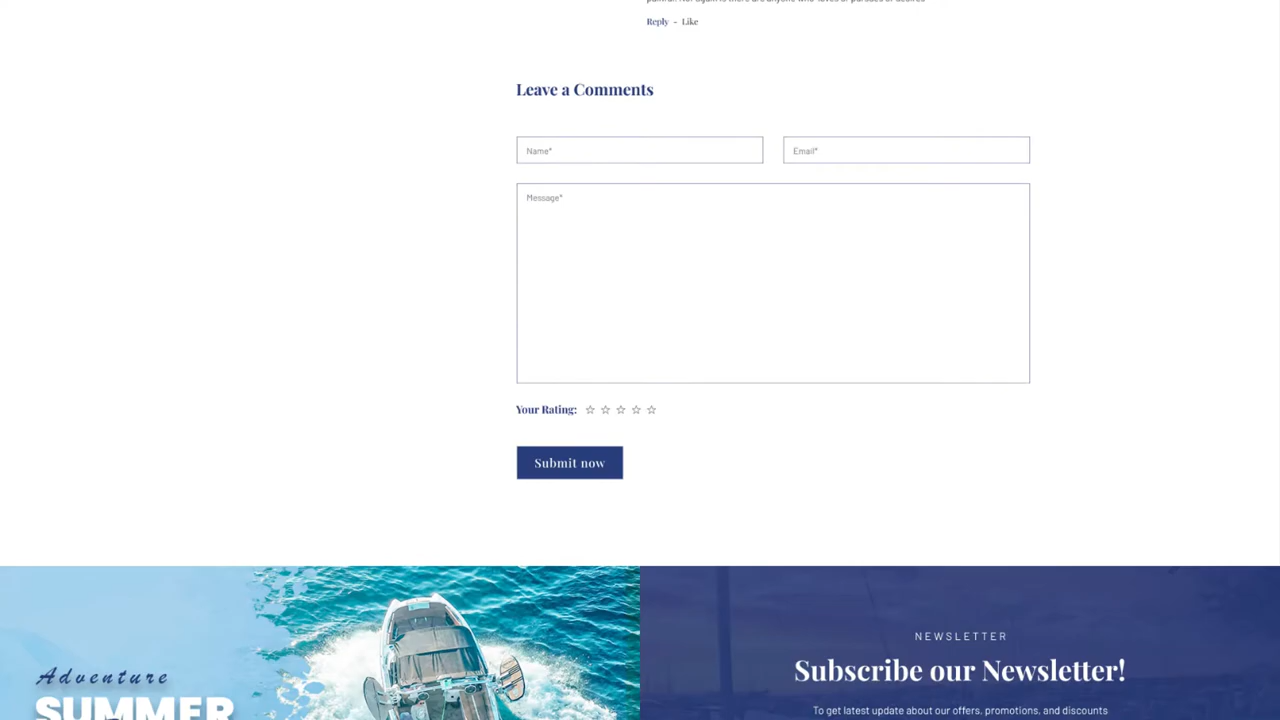 Reply - Like
Leave a Comments
Name*
Email*
Message*
Your Rating:
Submit now
Adventure
SUMMER
NEWSLETTER
Subscribe our Newsletter!
To get latest update about our offers, promotions, and discounts